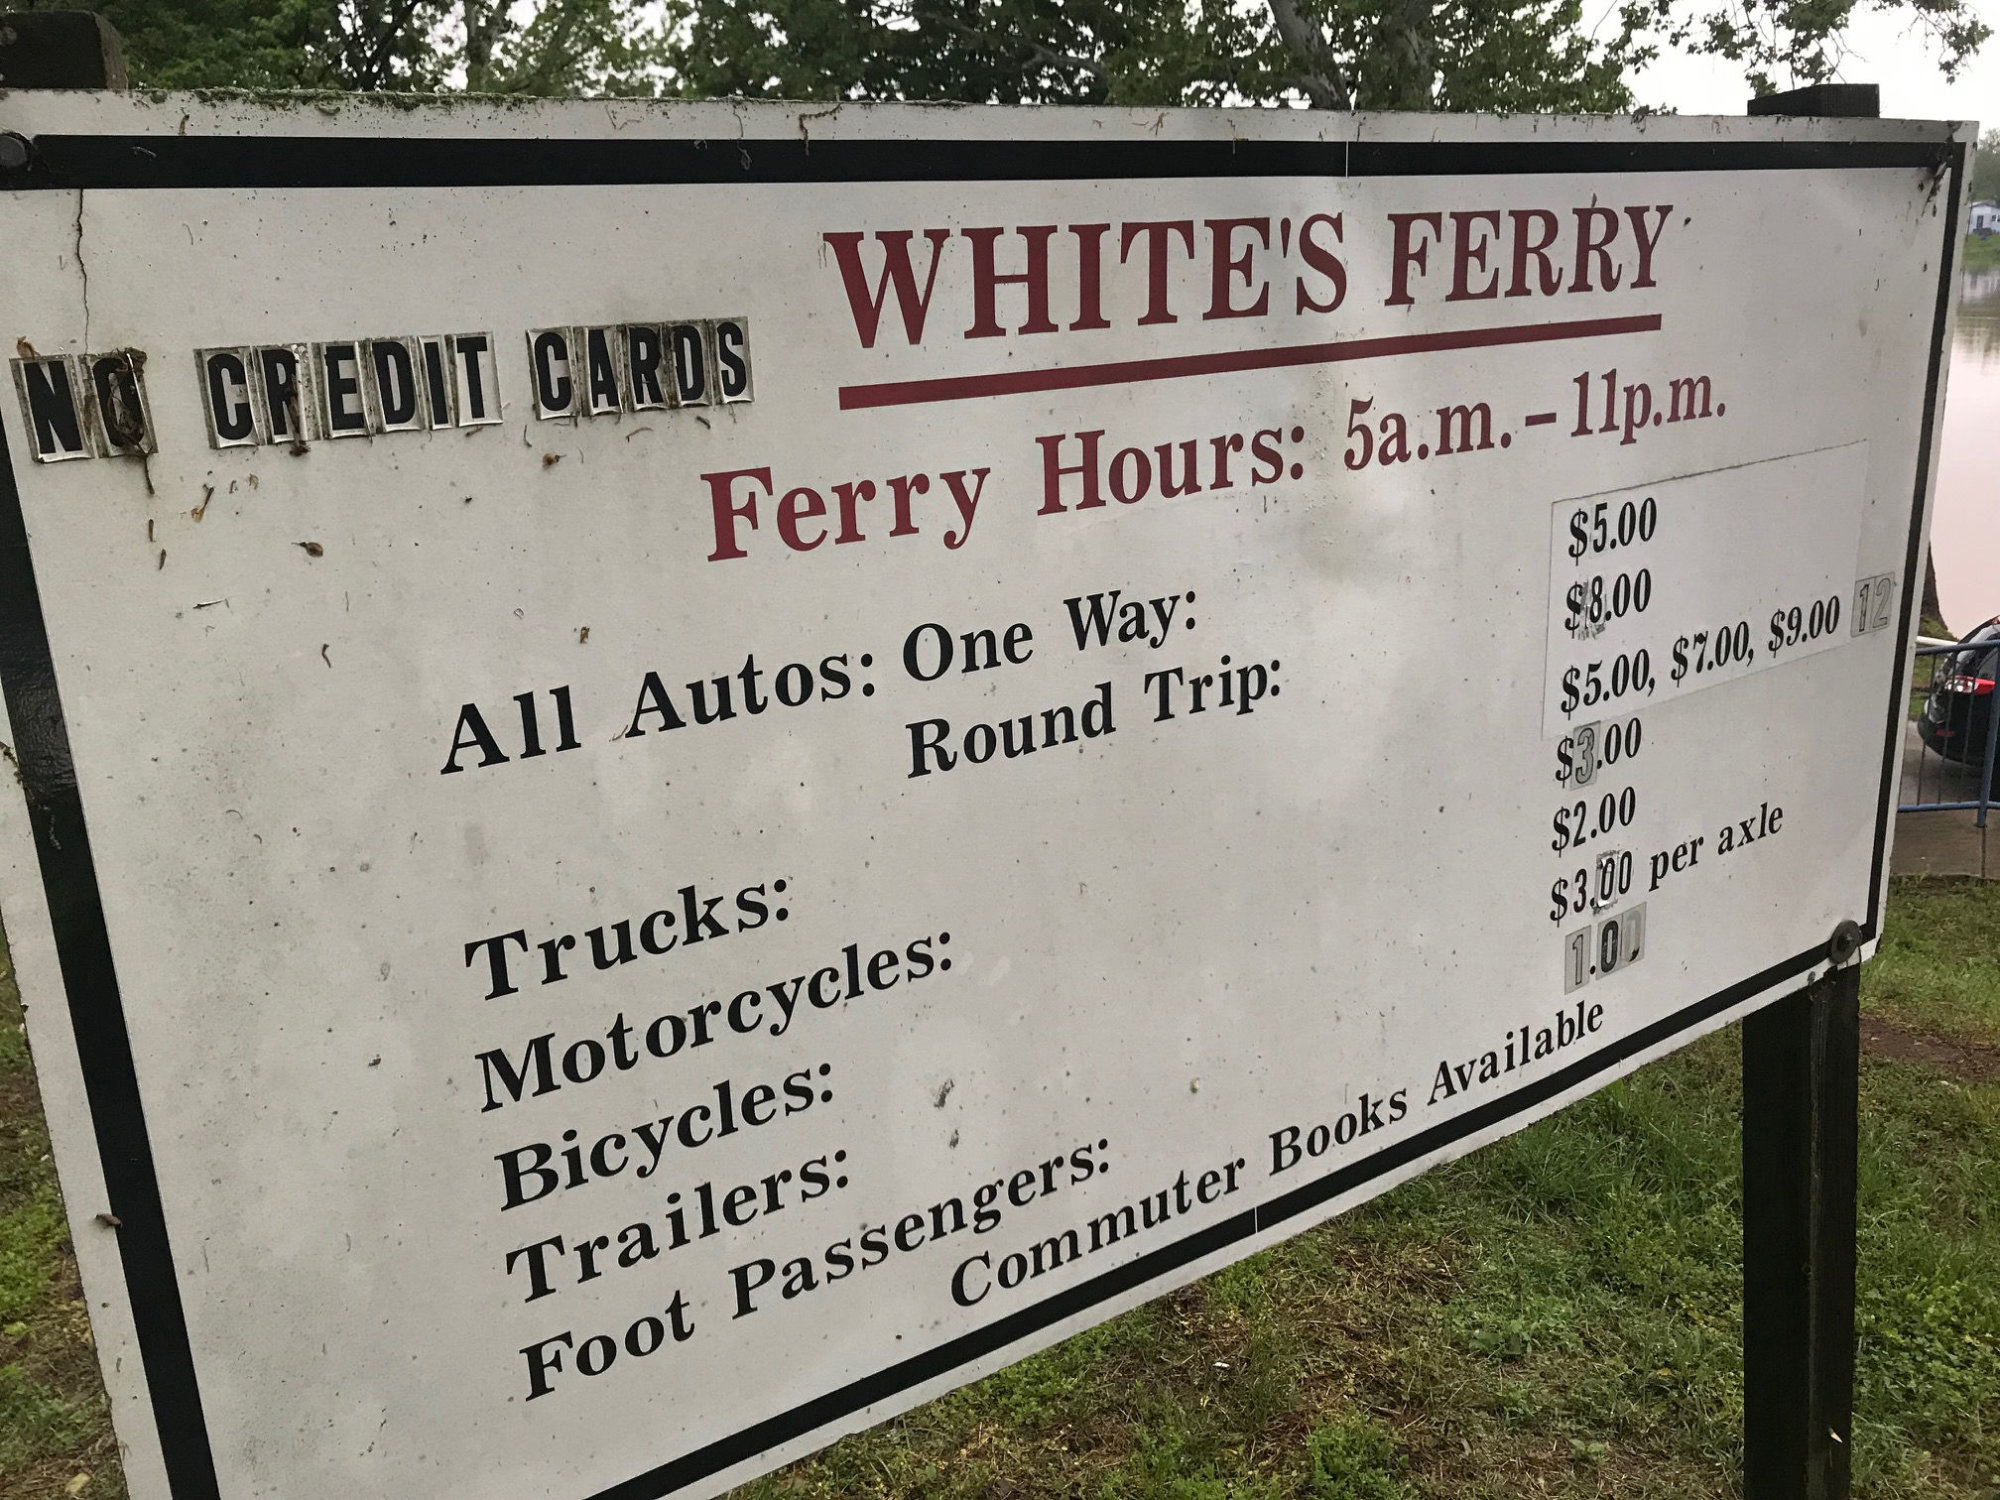 WHITE'S FERRY
NO CREDIT CARDS
Ferry Hours: 5a.m. – 11p.m.
All Autos: One Way: $5.00
Round Trip: $8.00
Trucks: $5.00, $7.00, $9.00 12
Motorcycles: $3.00
Bicycles: $2.00
Trailers: $3.00 per axle
Foot Passengers: 1.00
Commuter Books Available